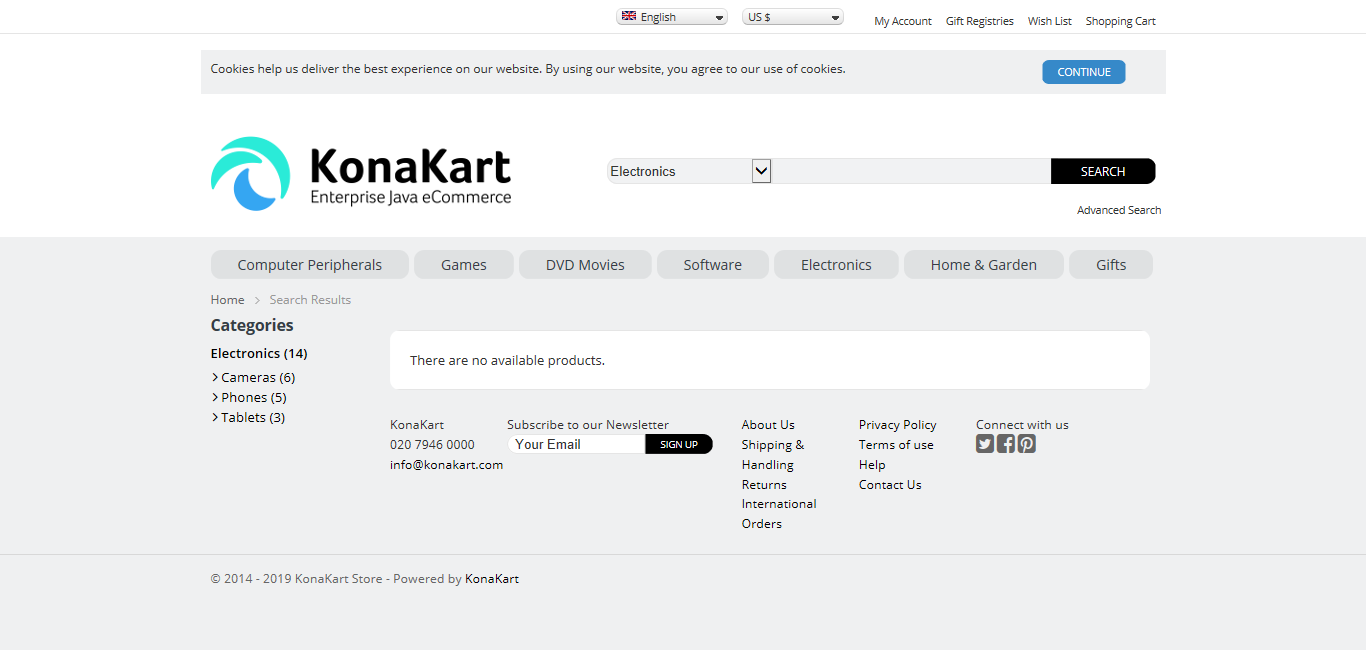 English
US $
My Account
Gift Registries
Wish List
Shopping Cart
Cookies help us deliver the best experience on our website. By using our website, you agree to our use of cookies.
CONTINUE
KonaKart
Enterprise Java eCommerce
Electronics
SEARCH
Advanced Search
Computer Peripherals
Games
DVD Movies
Software
Electronics
Home & Garden
Gifts
Home > Search Results
Categories
Electronics (14)
> Cameras (6)
> Phones (5)
> Tablets (3)
There are no available products.
KonaKart
020 7946 0000
info@konakart.com
Subscribe to our Newsletter
Your Email
SIGN UP
About Us
Shipping &
Handling
Returns
International
Orders
Privacy Policy
Terms of use
Help
Contact Us
Connect with us
© 2014 - 2019 KonaKart Store - Powered by KonaKart